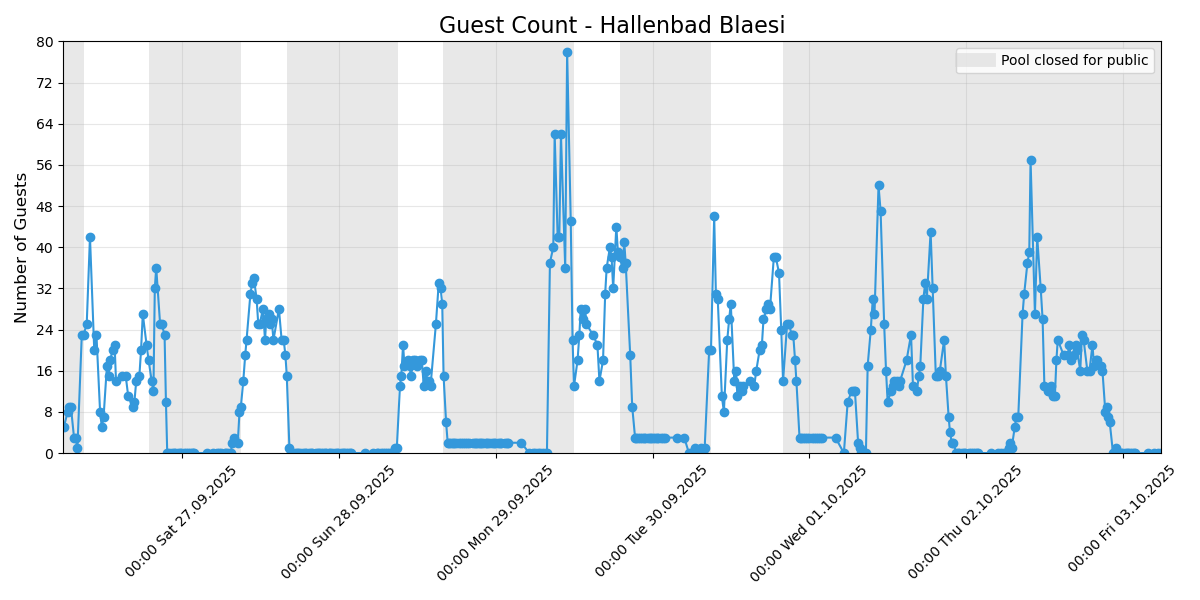 Guest Count - Hallenbad Blaesi
Pool closed for public
Number of Guests
80
72
64
56
48
40
32
24
16
8
0
00:00 Sat 27.09.2025
00:00 Sun 28.09.2025
00:00 Mon 29.09.2025
00:00 Tue 30.09.2025
00:00 Wed 01.10.2025
00:00 Thu 02.10.2025
00:00 Fri 03.10.2025